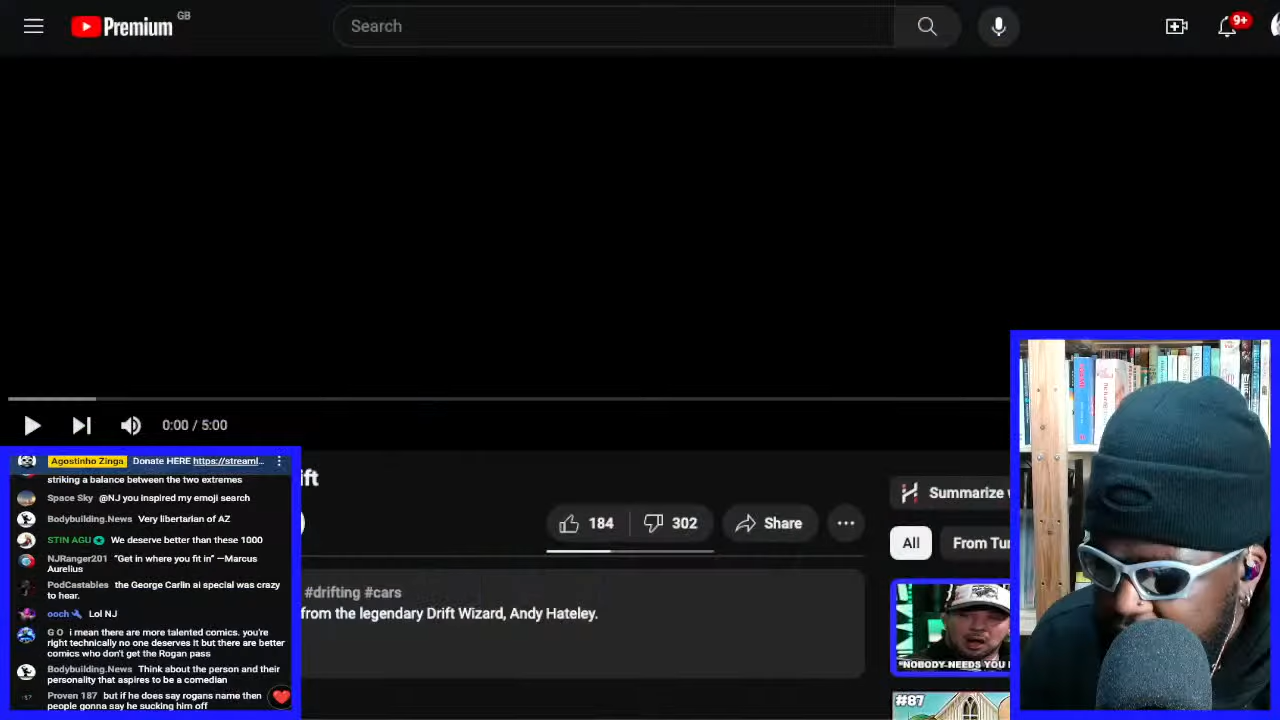 Premium GB
Search
9+
0:00 / 5:00
ift
184
302
Share
Summarize
All
From Tur
#drifting #cars
from the legendary Drift Wizard, Andy Hateley.
"NOBODY NEEDS YOU
#87
Agostinho Zinga Donate HERE https://streaml...
striking a balance between the two extremes
Space Sky @NJ you inspired my emoji search
Bodybuilding.News Very libertarian of AZ
STIN AGU We deserve better than these 1000
NJRanger201 “Get in where you fit in” —Marcus
Aurelius
PodCastables the George Carlin ai special was crazy
to hear.
ooch Lol NJ
G O i mean there are more talented comics. you're
right technically no one deserves it but there are better
comics who don't get the Rogan pass
Bodybuilding.News Think about the person and their
personality that aspires to be a comedian
Proven 187 but if he does say rogans name then
people gonna say he sucking him off